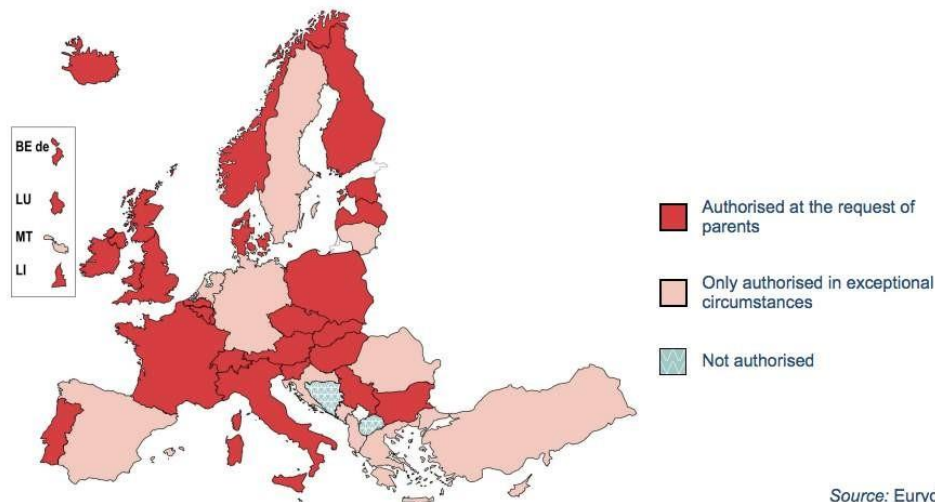 BE de
LU
MT
LI
Authorised at the request of
parents
Only authorised in exceptional
circumstances
Not authorised
Source: Euryd